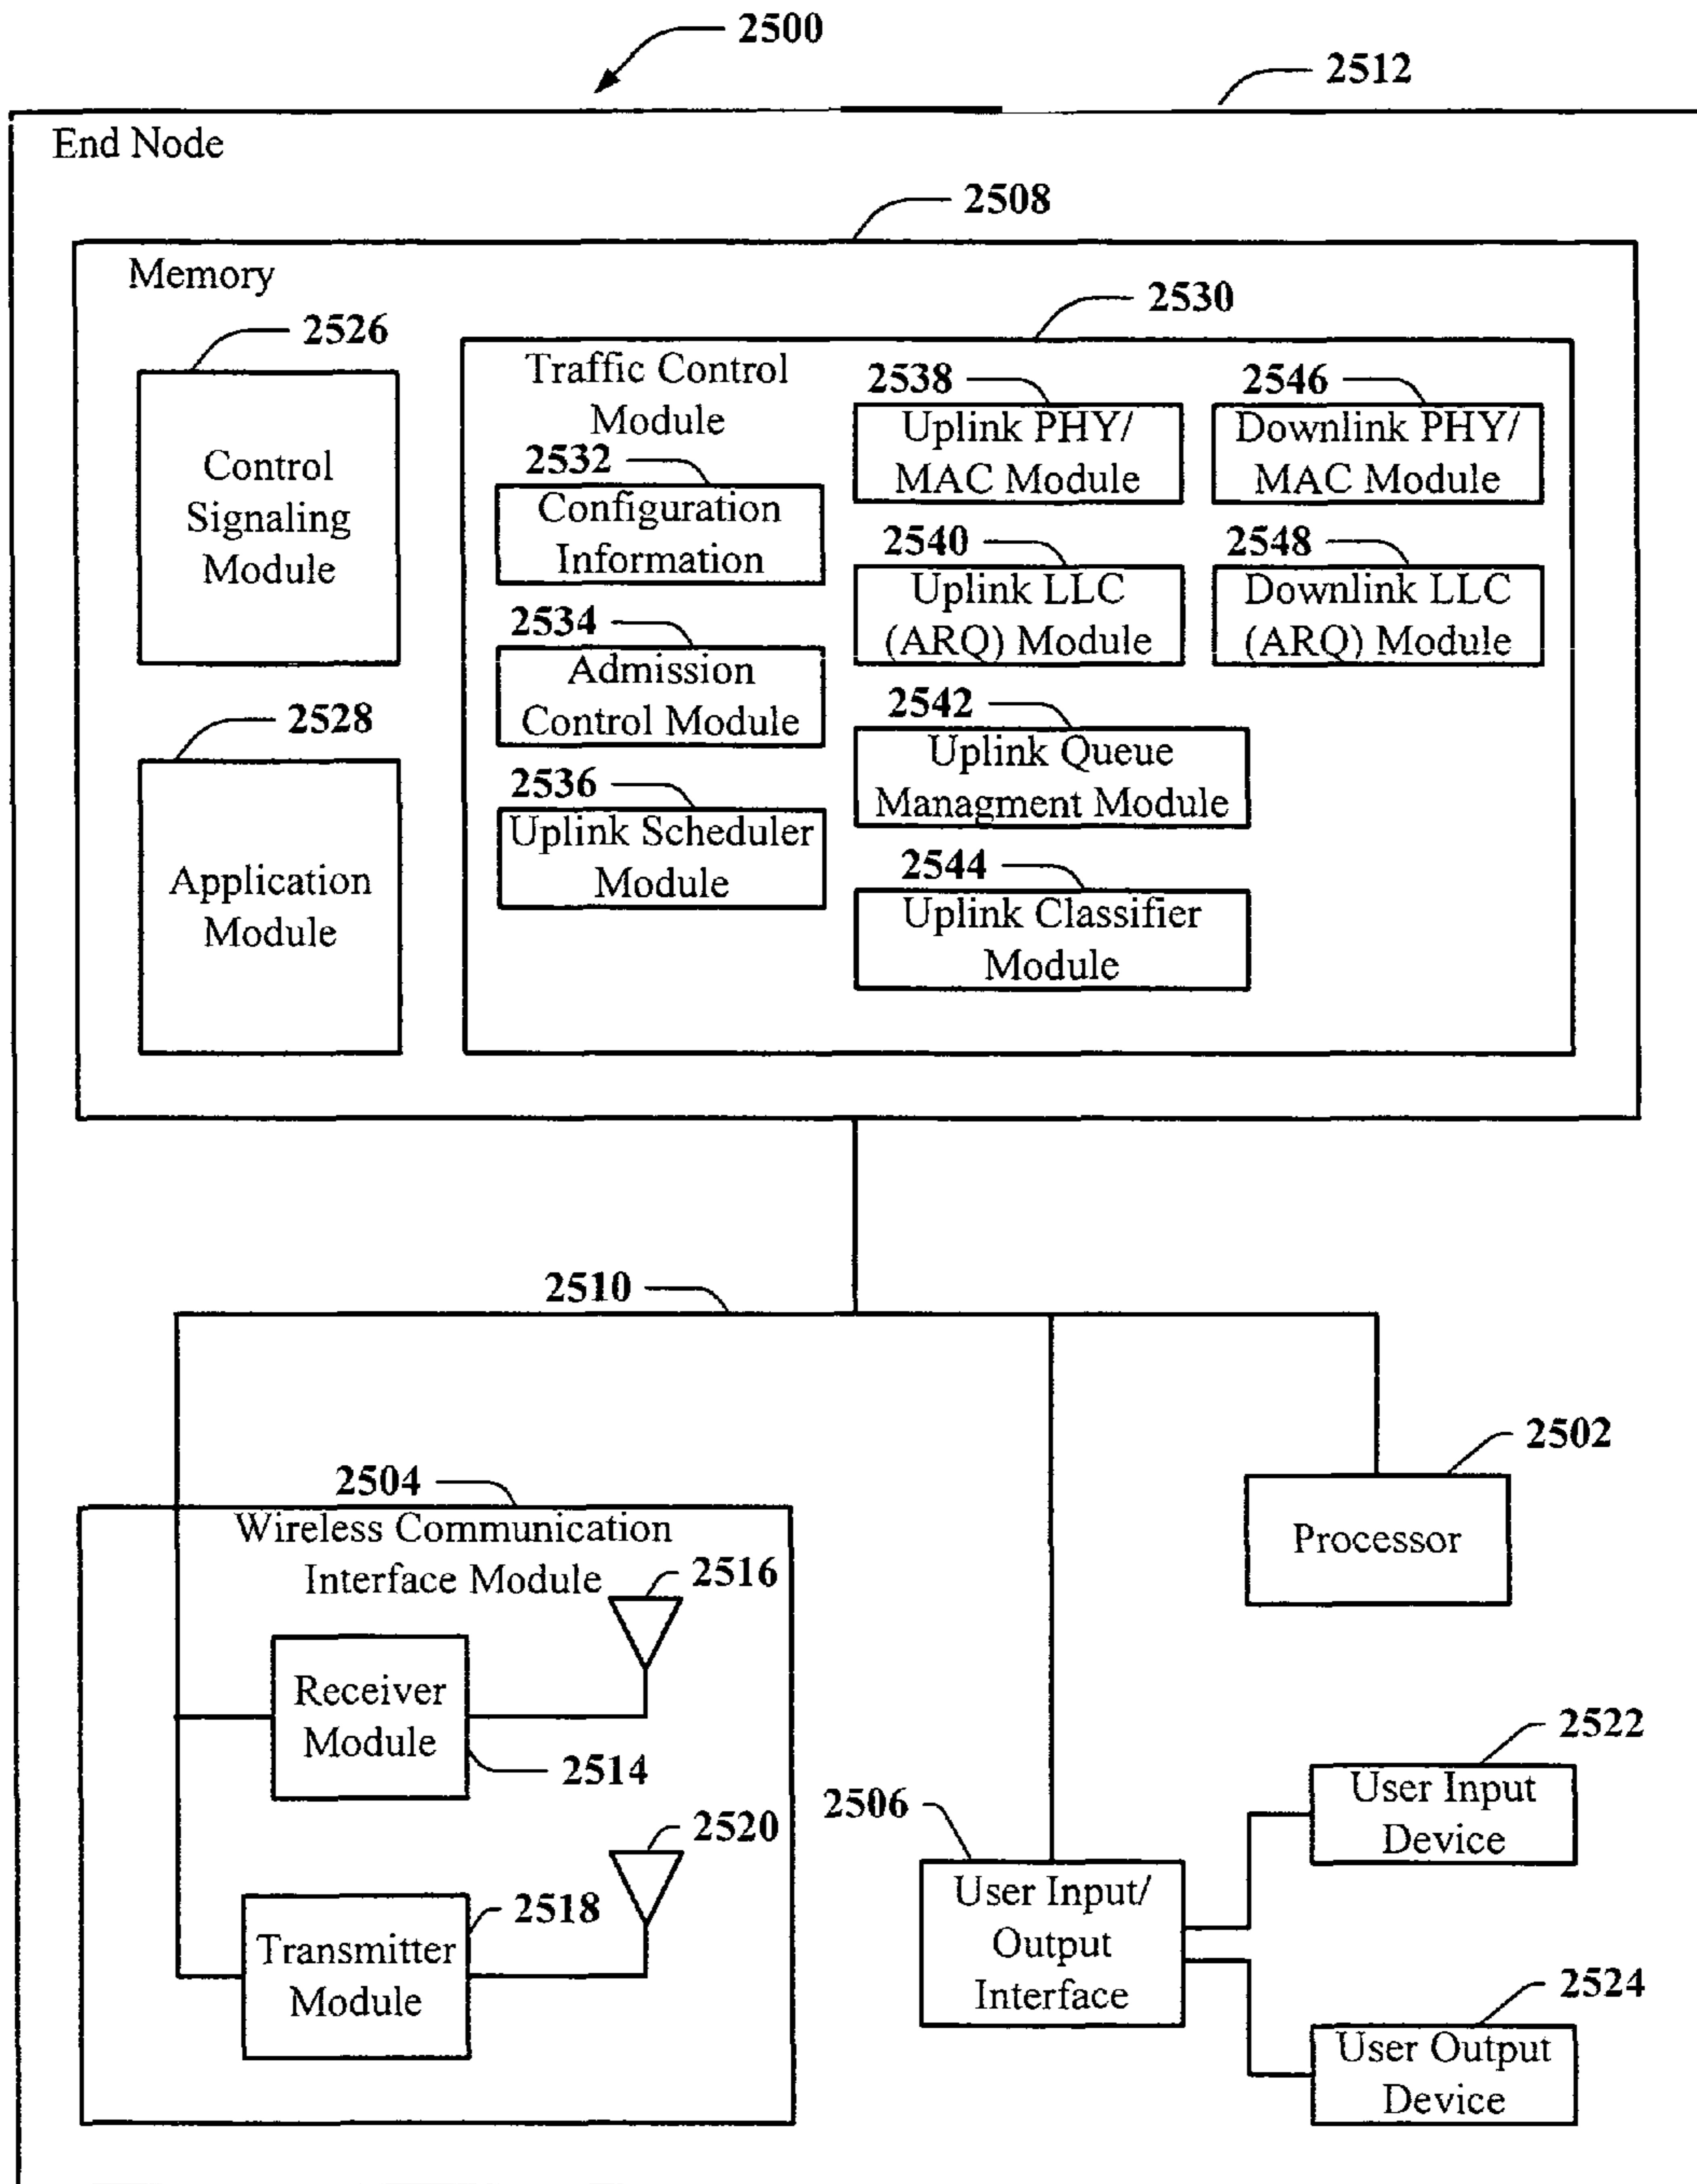 2500
2512
End Node
2508
Memory
2530
2526
Control
Signaling
Module
2528
Application
Module
Traffic Control
Module
2532
Configuration
Information
2534
Admission
Control Module
2536
Uplink Scheduler
Module
2538
Uplink PHY/
MAC Module
2540
Uplink LLC
(ARQ) Module
2542
Uplink Queue
Managment Module
2544
Uplink Classifier
Module
2546
Downlink PHY/
MAC Module
2548
Downlink LLC
(ARQ) Module
2510
2502
Processor
2504
Wireless Communication
Interface Module
2516
Receiver
Module
2514
2520
2518
Transmitter
Module
2506
User Input/
Output
Interface
2522
User Input
Device
2524
User Output
Device